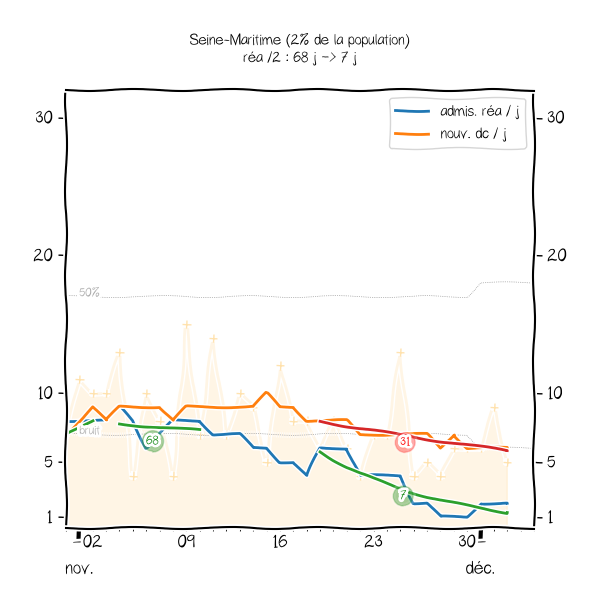 Seine-Maritime (2% de la population)
réa /2 : 68 j -> 7 j
admis. réa / j
nouv. dc / j
30 30
20 20
50%
10 10
bruit
68
31
5 5
7
1 1
02 09 16 23 30
nov. déc.